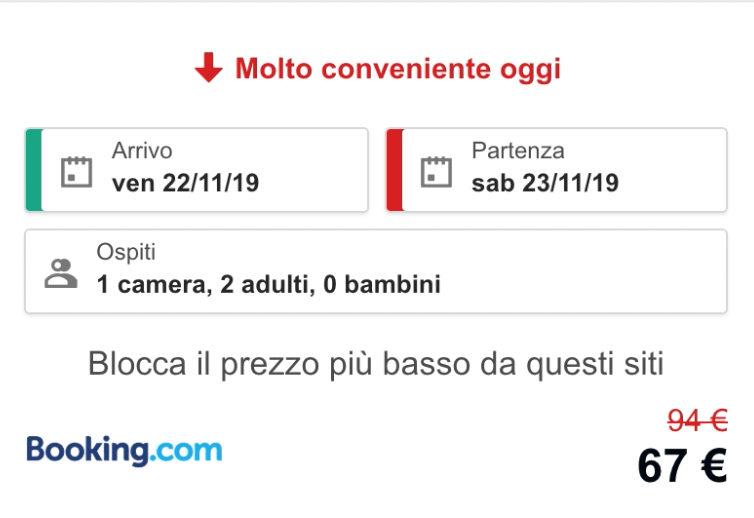 Molto conveniente oggi
Arrivo
ven 22/11/19
Partenza
sab 23/11/19
Ospiti
1 camera, 2 adulti, 0 bambini
Blocca il prezzo più basso da questi siti
94 €
Booking.com
67 €